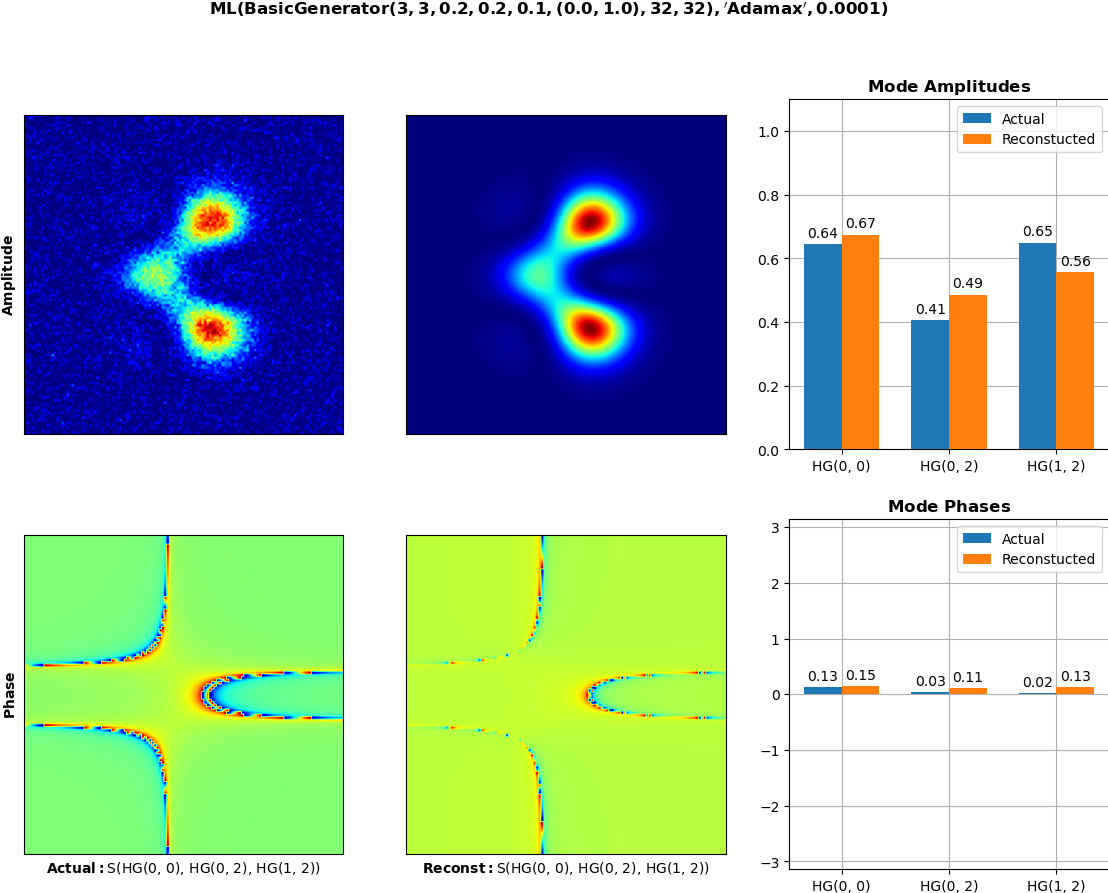 ML(BasicGenerator(3, 3, 0.2, 0.2, 0.1, (0.0, 1.0), 32, 32), ′Adamax′, 0.0001)
Amplitude
Mode Amplitudes
Actual
Reconstucted
1.0
0.8
0.6
0.4
0.2
0.0
0.64
0.67
0.41
0.49
0.65
0.56
HG(0, 0)
HG(0, 2)
HG(1, 2)
Phase
Actual: S(HG(0, 0), HG(0, 2), HG(1, 2))
Reconst: S(HG(0, 0), HG(0, 2), HG(1, 2))
Mode Phases
Actual
Reconstucted
3
2
1
0
−1
−2
−3
0.13
0.15
0.03
0.11
0.02
0.13
HG(0, 0)
HG(0, 2)
HG(1, 2)